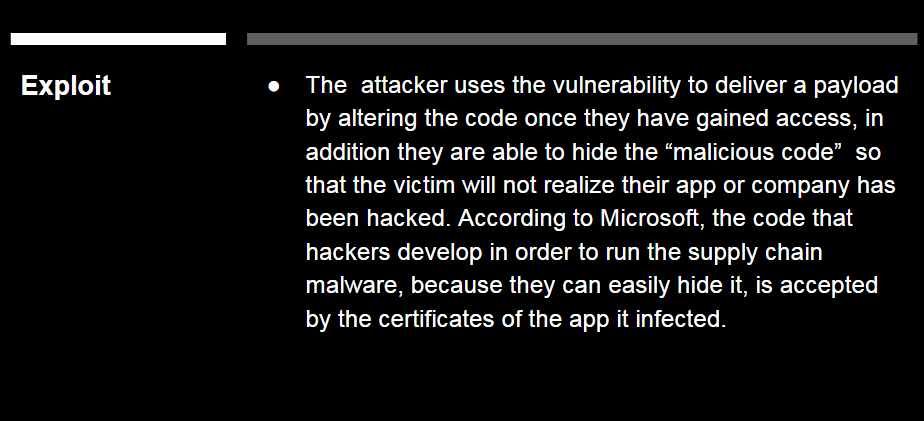 Exploit
● The  attacker uses the vulnerability to deliver a payload
by altering the code once they have gained access, in
addition they are able to hide the “malicious code”  so
that the victim will not realize their app or company has
been hacked. According to Microsoft, the code that
hackers develop in order to run the supply chain
malware, because they can easily hide it, is accepted
by the certificates of the app it infected.